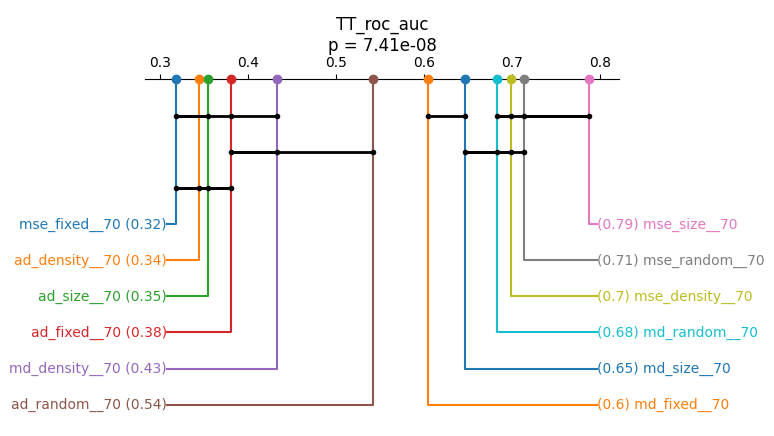 TT_roc_auc
p = 7.41e-08
0.3 0.4 0.5 0.6 0.7 0.8
mse_fixed__70 (0.32)
(0.79) mse_size__70
ad_density__70 (0.34)
(0.71) mse_random__70
ad_size__70 (0.35)
(0.7) mse_density__70
ad_fixed__70 (0.38)
(0.68) md_random__70
md_density__70 (0.43)
(0.65) md_size__70
ad_random__70 (0.54)
(0.6) md_fixed__70